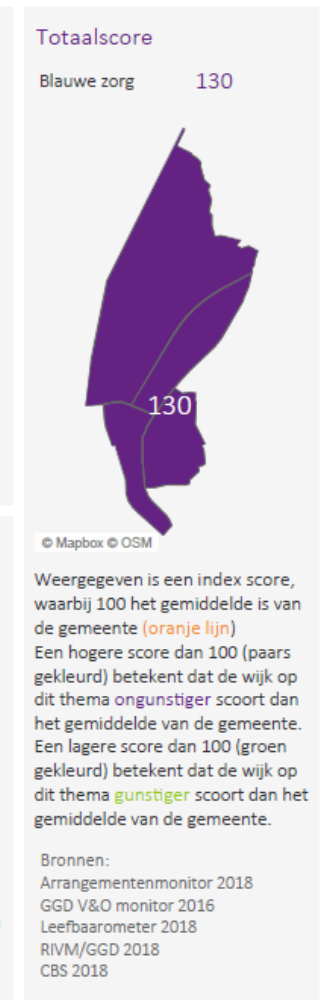 Totaalscore
Blauwe zorg 130
130
© Mapbox © OSM
Weergegeven is een index score,
waarbij 100 het gemiddelde is van
de gemeente (oranje lijn)
Een hogere score dan 100 (paars
gekleurd) betekent dat de wijk op
dit thema ongunstiger scoort dan
het gemiddelde van de gemeente.
Een lagere score dan 100 (groen
gekleurd) betekent dat de wijk op
dit thema gunstiger scoort dan het
gemiddelde van de gemeente.
Bronnen:
Arrangementenmonitor 2018
GGD V&O monitor 2016
Leefbaarometer 2018
RIVM/GGD 2018
CBS 2018